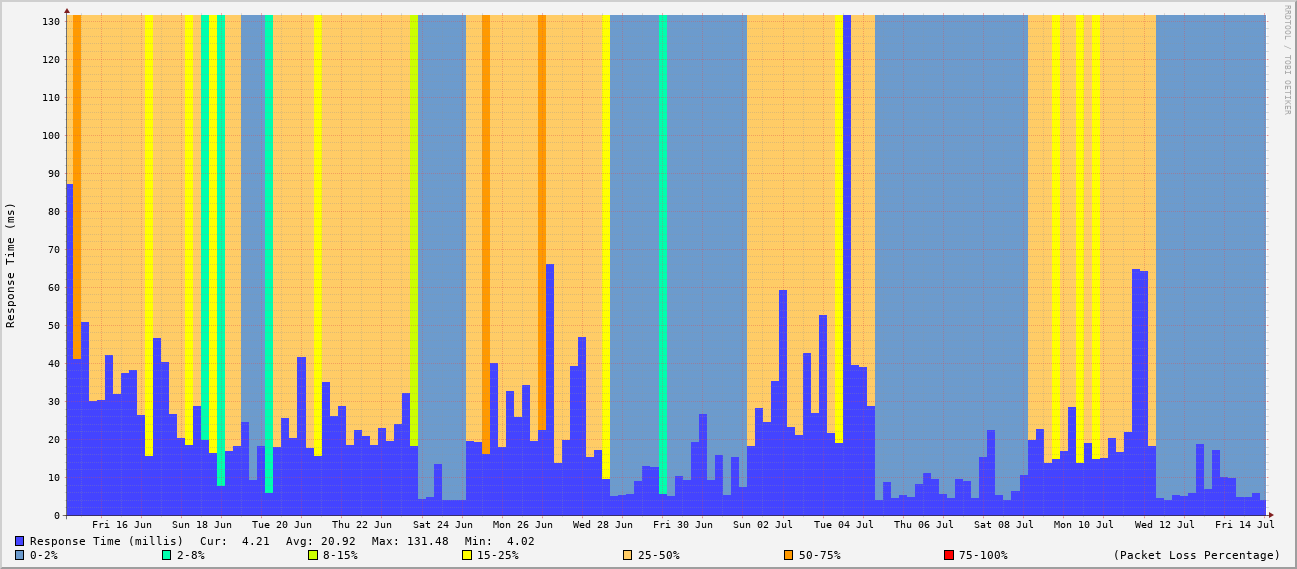 RRDTOOL / TOBI OETIKER
Response Time (ms)
130
120
110
100
90
80
70
60
50
40
30
20
10
0
Fri 16 Jun Sun 18 Jun Tue 20 Jun Thu 22 Jun Sat 24 Jun Mon 26 Jun Wed 28 Jun Fri 30 Jun Sun 02 Jul Tue 04 Jul Thu 06 Jul Sat 08 Jul Mon 10 Jul Wed 12 Jul Fri 14 Jul
Response Time (millis) Cur: 4.21 Avg: 20.92 Max: 131.48 Min: 4.02
0-2% 2-8% 8-15% 15-25% 25-50% 50-75% 75-100% (Packet Loss Percentage)